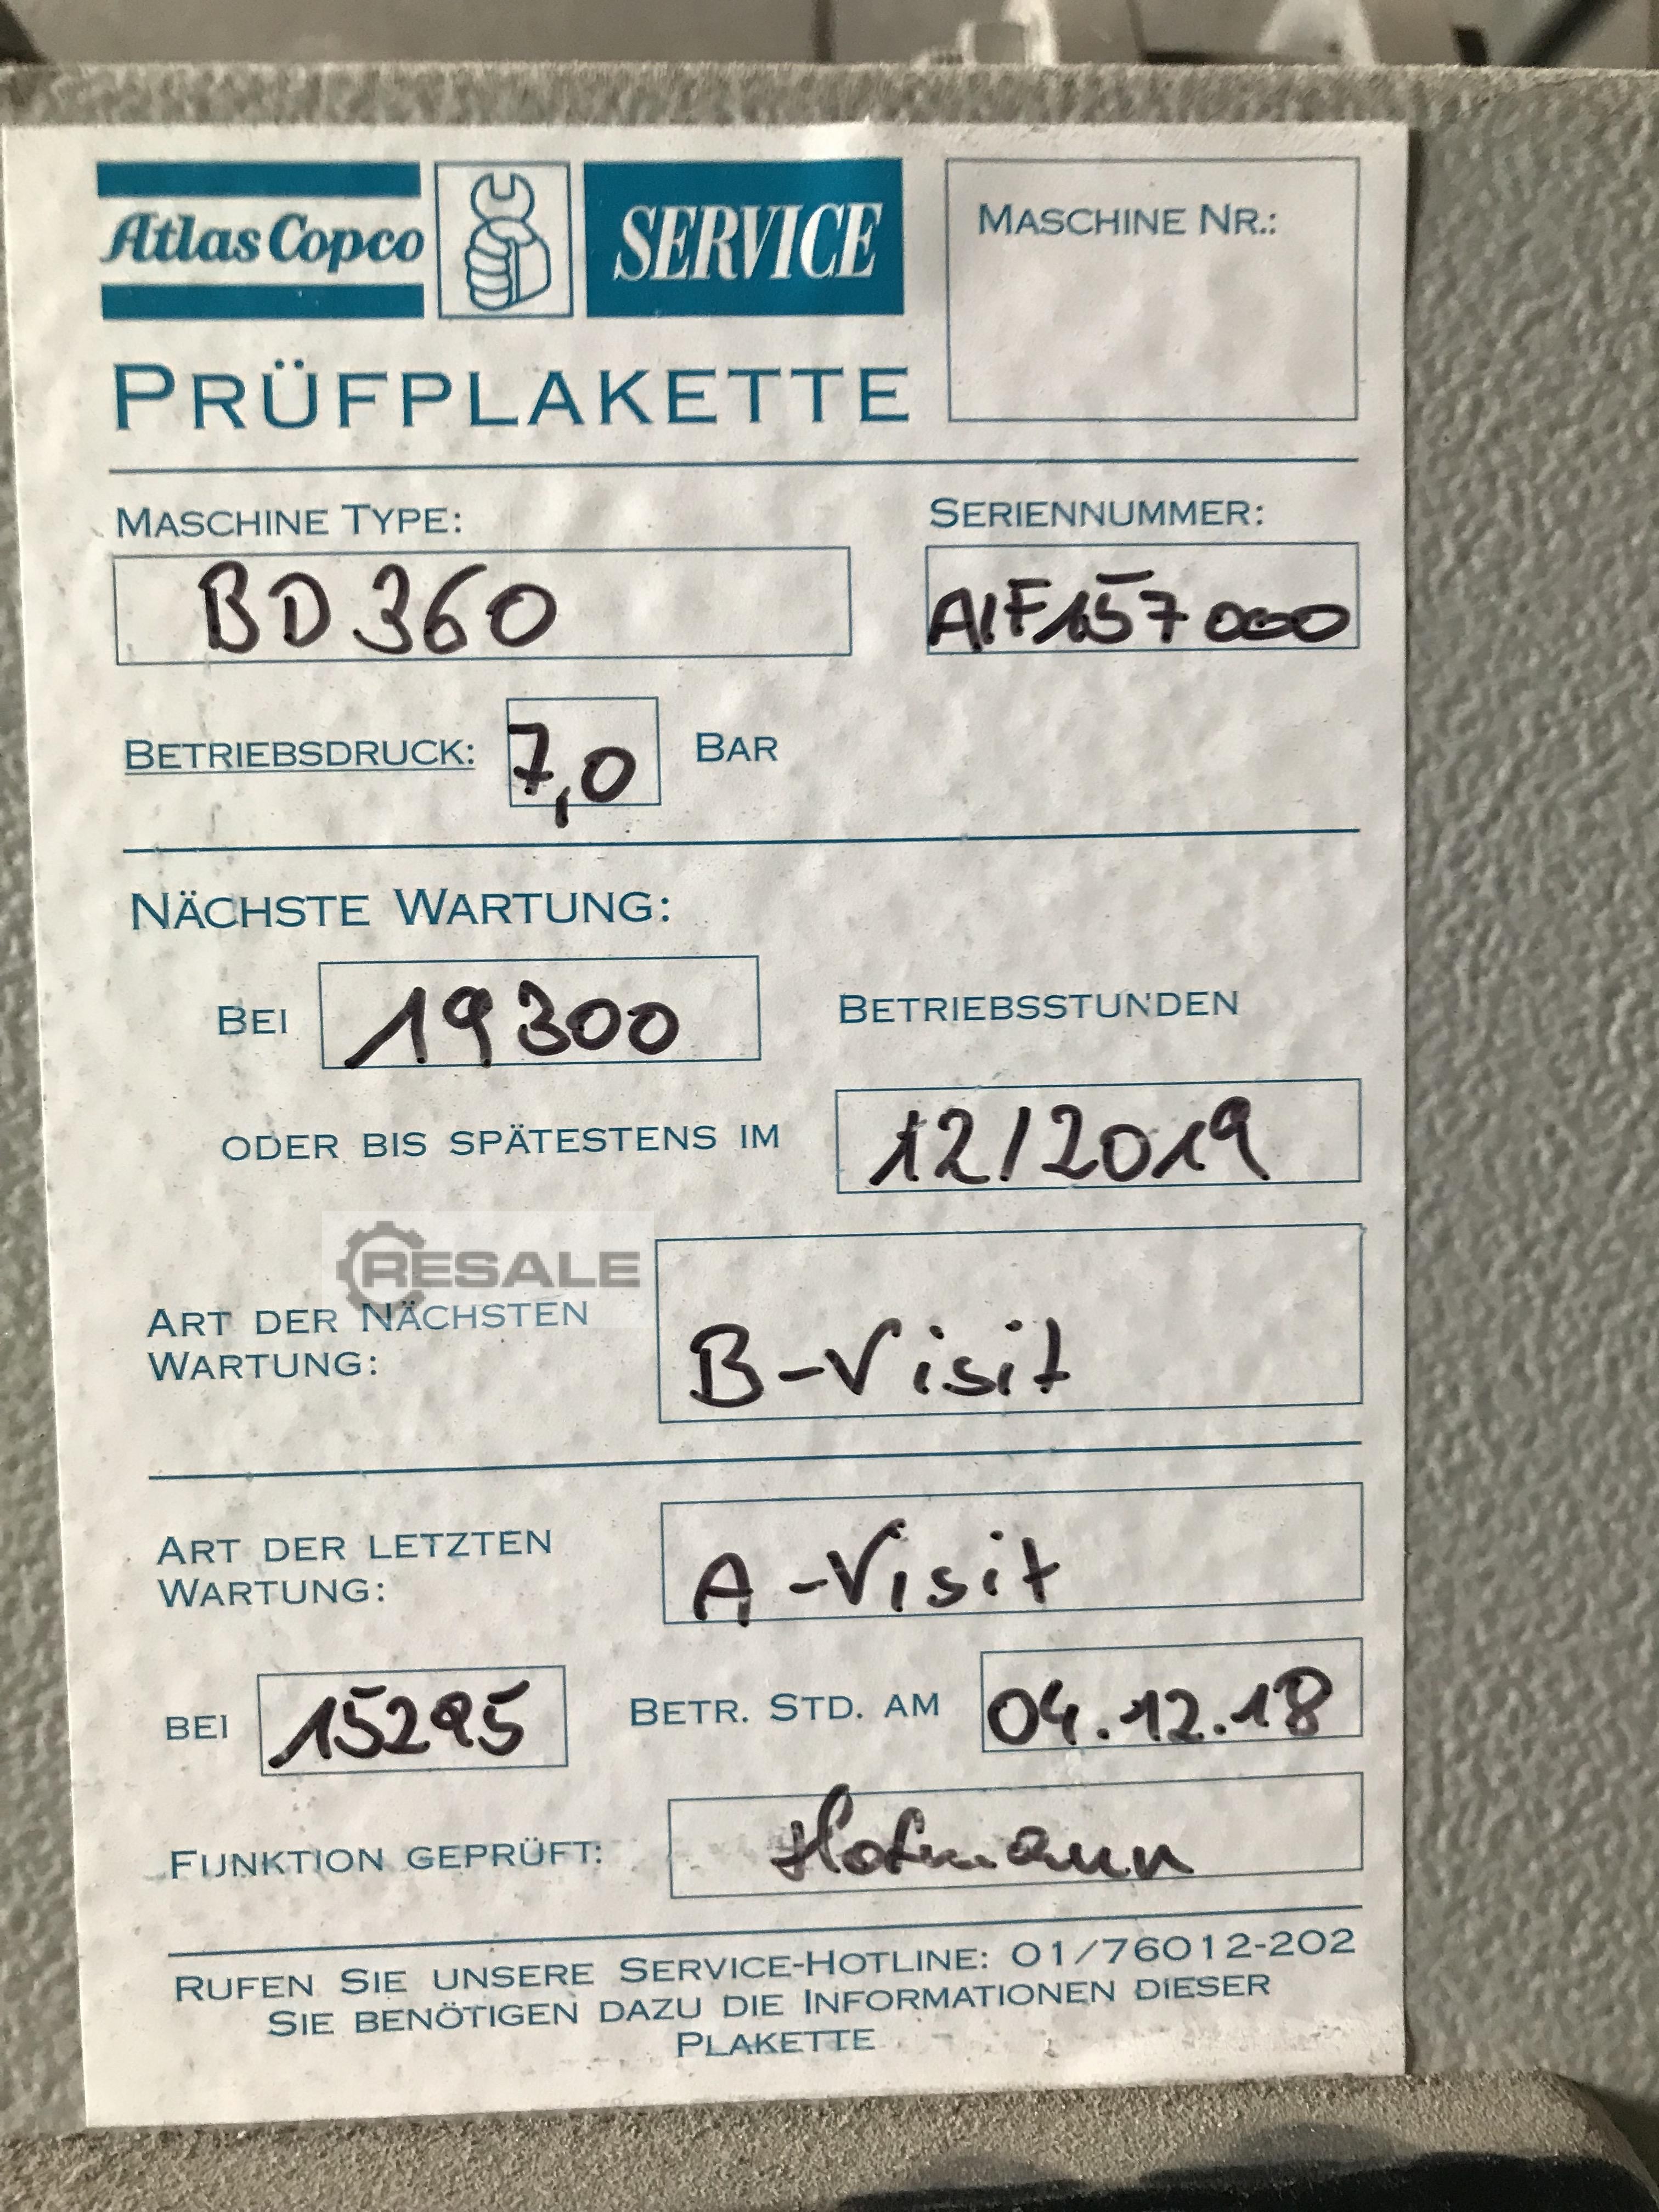 Atlas Copco
SERVICE
MASCHINE NR.:
PRÜFPLAKETTE
MASCHINE TYPE:
SERIENNUMMER:
BD 360
AIF157000
BETRIEBSDRUCK: 7,0 BAR
NÄCHSTE WARTUNG:
BEI 19300 BETRIEBSSTUNDEN
ODER BIS SPÄTESTENS IM 12/2019
RESALE
ART DER NÄCHSTEN
WARTUNG:
B-Visit
ART DER LETZTEN
WARTUNG:
A-Visit
BEI 15295 BETR. STD. AM 04.12.18
FUNKTION GEPRÜFT: Hofmann
RUFEN SIE UNSERE SERVICE-HOTLINE: 01/76012-202
SIE BENÖTIGEN DAZU DIE INFORMATIONEN DIESER
PLAKETTE